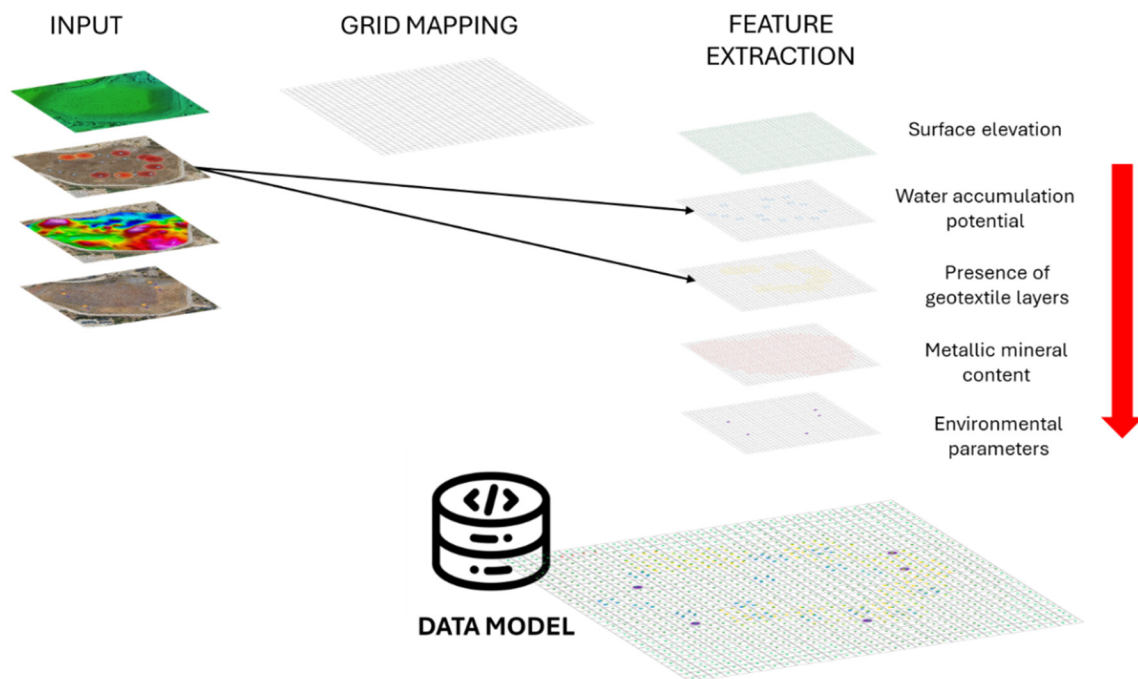 INPUT
GRID MAPPING
FEATURE
EXTRACTION
Surface elevation
Water accumulation
potential
Presence of
geotextile layers
Metallic mineral
content
Environmental
parameters
DATA MODEL